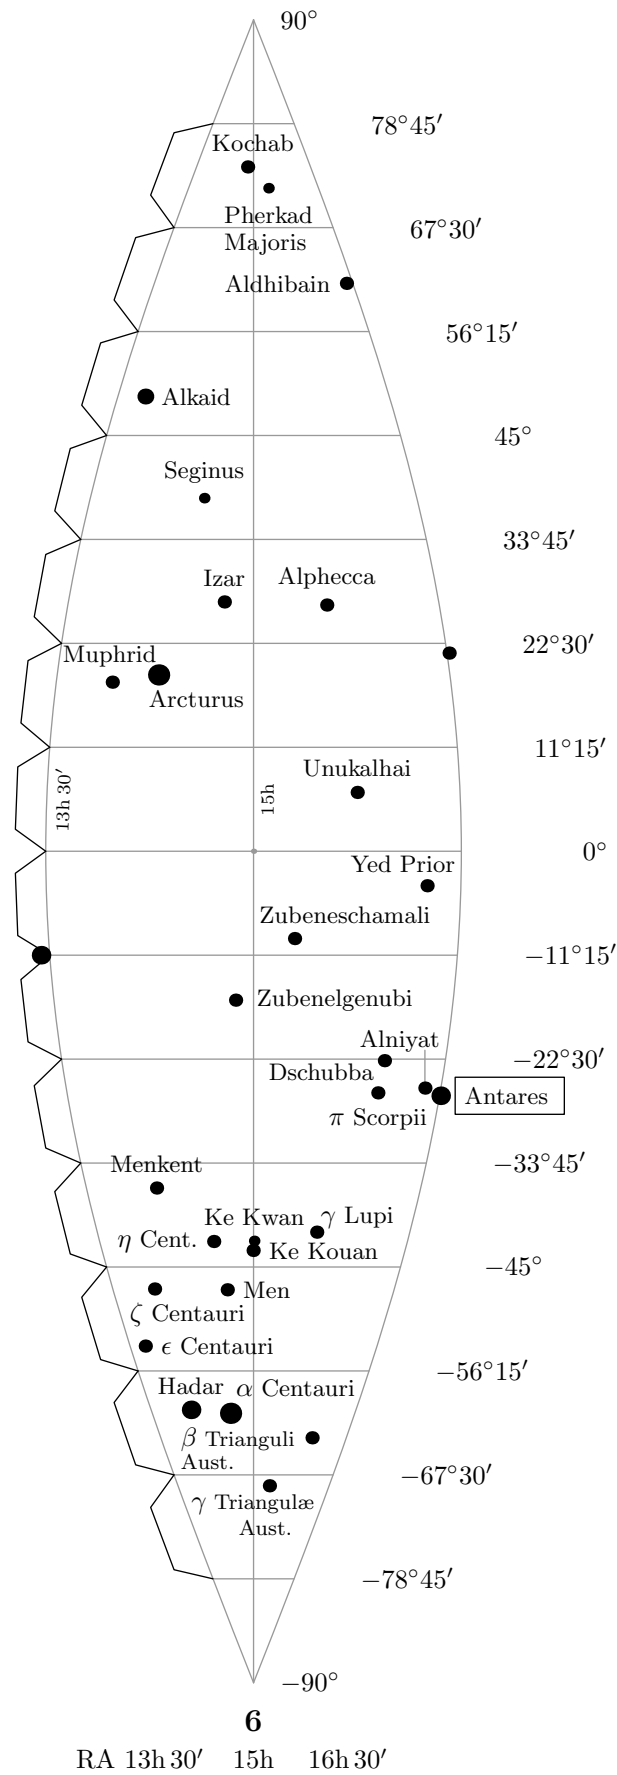 90°
78°45′
Kochab
Pherkad
Majoris
67°30′
Aldhibain
56°15′
Alkaid
45°
Seginus
33°45′
Izar
Alphecca
22°30′
Muphrid
Arcturus
11°15′
Unukalhai
13h 30′
15h
0°
Yed Prior
Zubeneschamali
−11°15′
Zubenelgenubi
Alniyat
−22°30′
Dschubba
Antares
π Scorpii
−33°45′
Menkent
Ke Kwan
γ Lupi
η Cent.
Ke Kouan
−45°
Men
ζ Centauri
ϵ Centauri
−56°15′
Hadar
α Centauri
β Trianguli
Aust.
−67°30′
γ Triangulæ
Aust.
−78°45′
−90°
6
RA 13h 30′ 15h 16h 30′